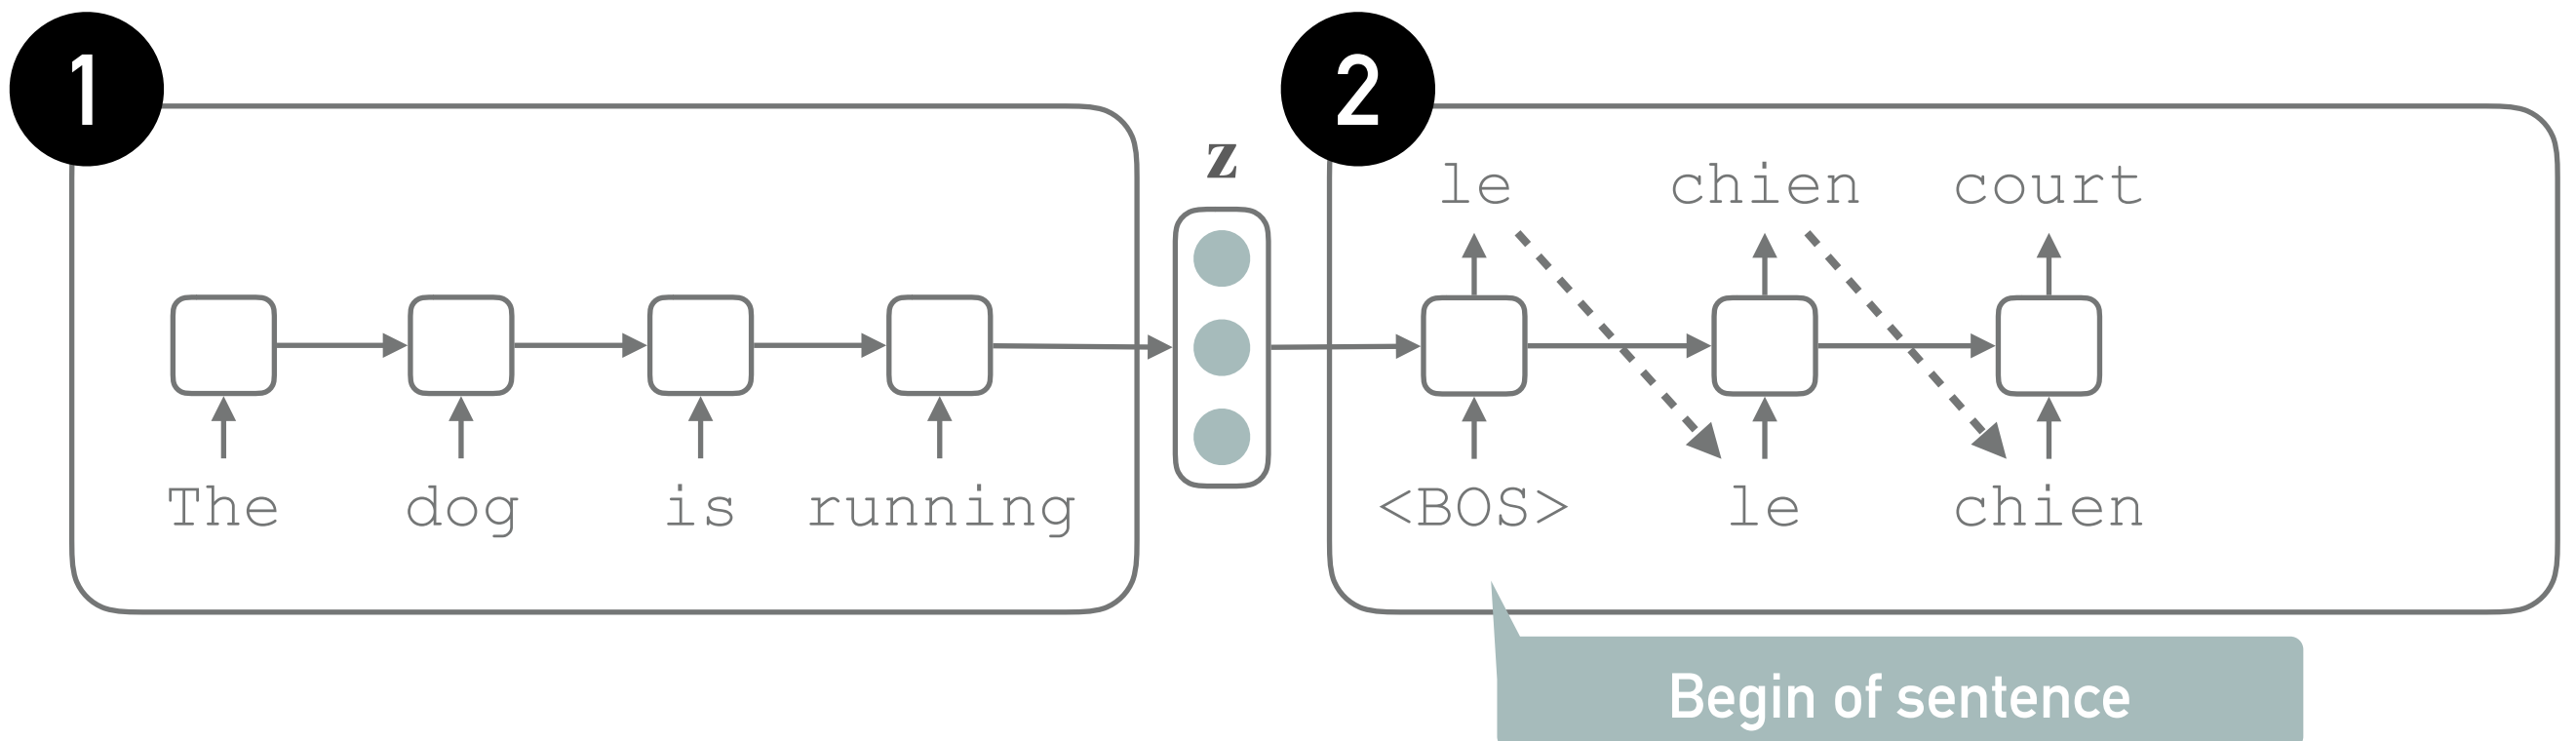 1
The dog is running
z
2
le chien court
<BOS> le chien
Begin of sentence